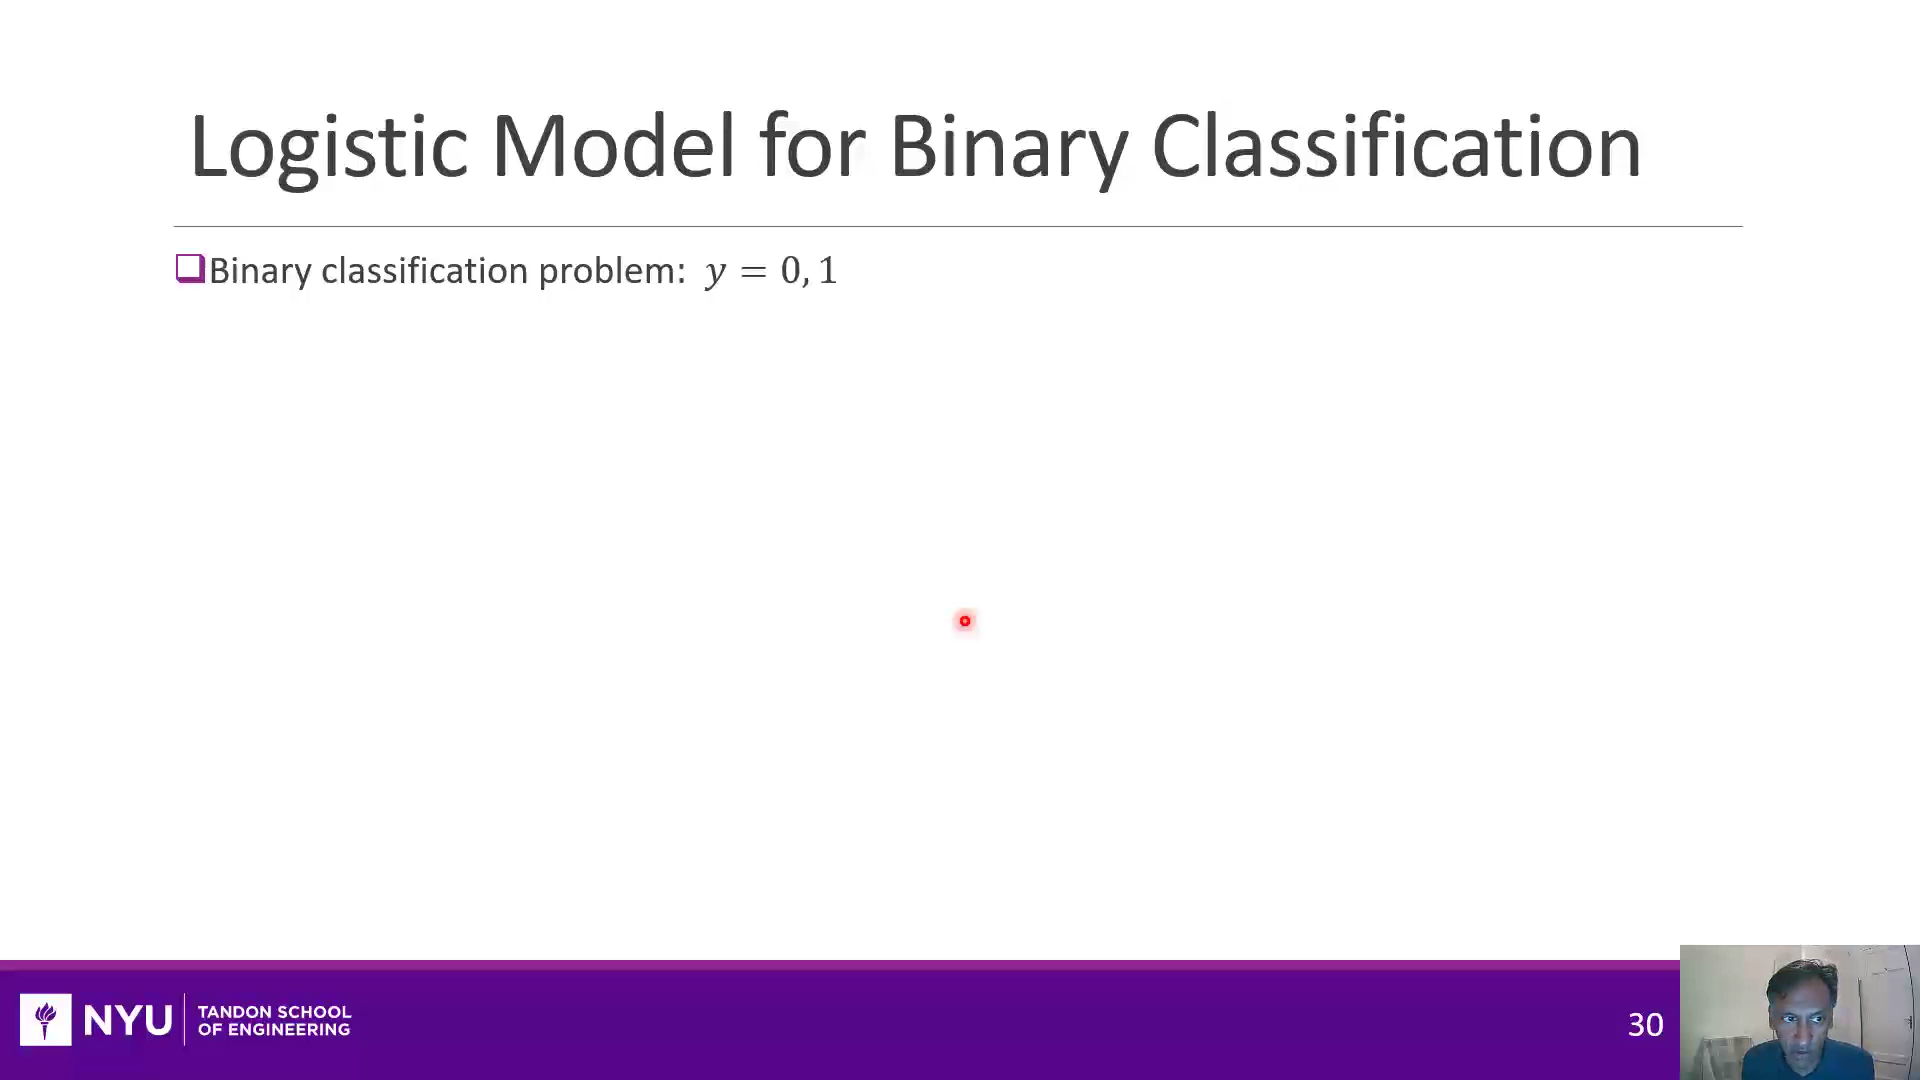 Logistic Model for Binary Classification
Binary classification problem: y = 0, 1
NYU
TANDON SCHOOL
OF ENGINEERING
30